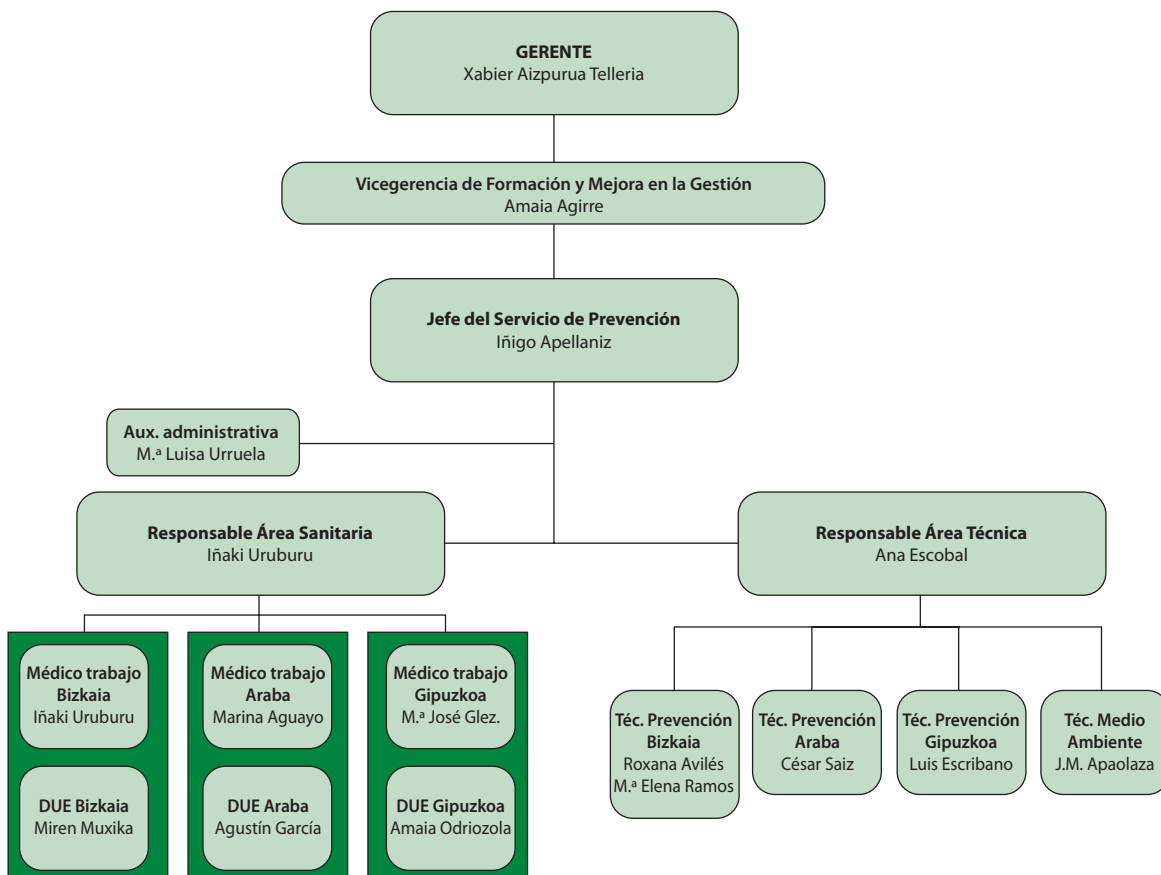 GERENTE
Xabier Aizpurua Telleria
Vicegerencia de Formación y Mejora en la Gestión
Amaia Agirre
Jefe del Servicio de Prevención
Iñigo Apellaniz
Aux. administrativa
M.ª Luisa Urruela
Responsable Área Sanitaria
Iñaki Uruburu
Responsable Área Técnica
Ana Escobal
Médico trabajo
Bizkaia
Iñaki Uruburu
Médico trabajo
Araba
Marina Aguayo
Médico trabajo
Gipuzkoa
M.ª José Glez.
DUE Bizkaia
Miren Muxika
DUE Araba
Agustín García
DUE Gipuzkoa
Amaia Odriozola
Téc. Prevención
Bizkaia
Roxana Avilés
M.ª Elena Ramos
Téc. Prevención
Araba
César Saiz
Téc. Prevención
Gipuzkoa
Luis Escribano
Téc. Medio
Ambiente
J.M. Apaolaza